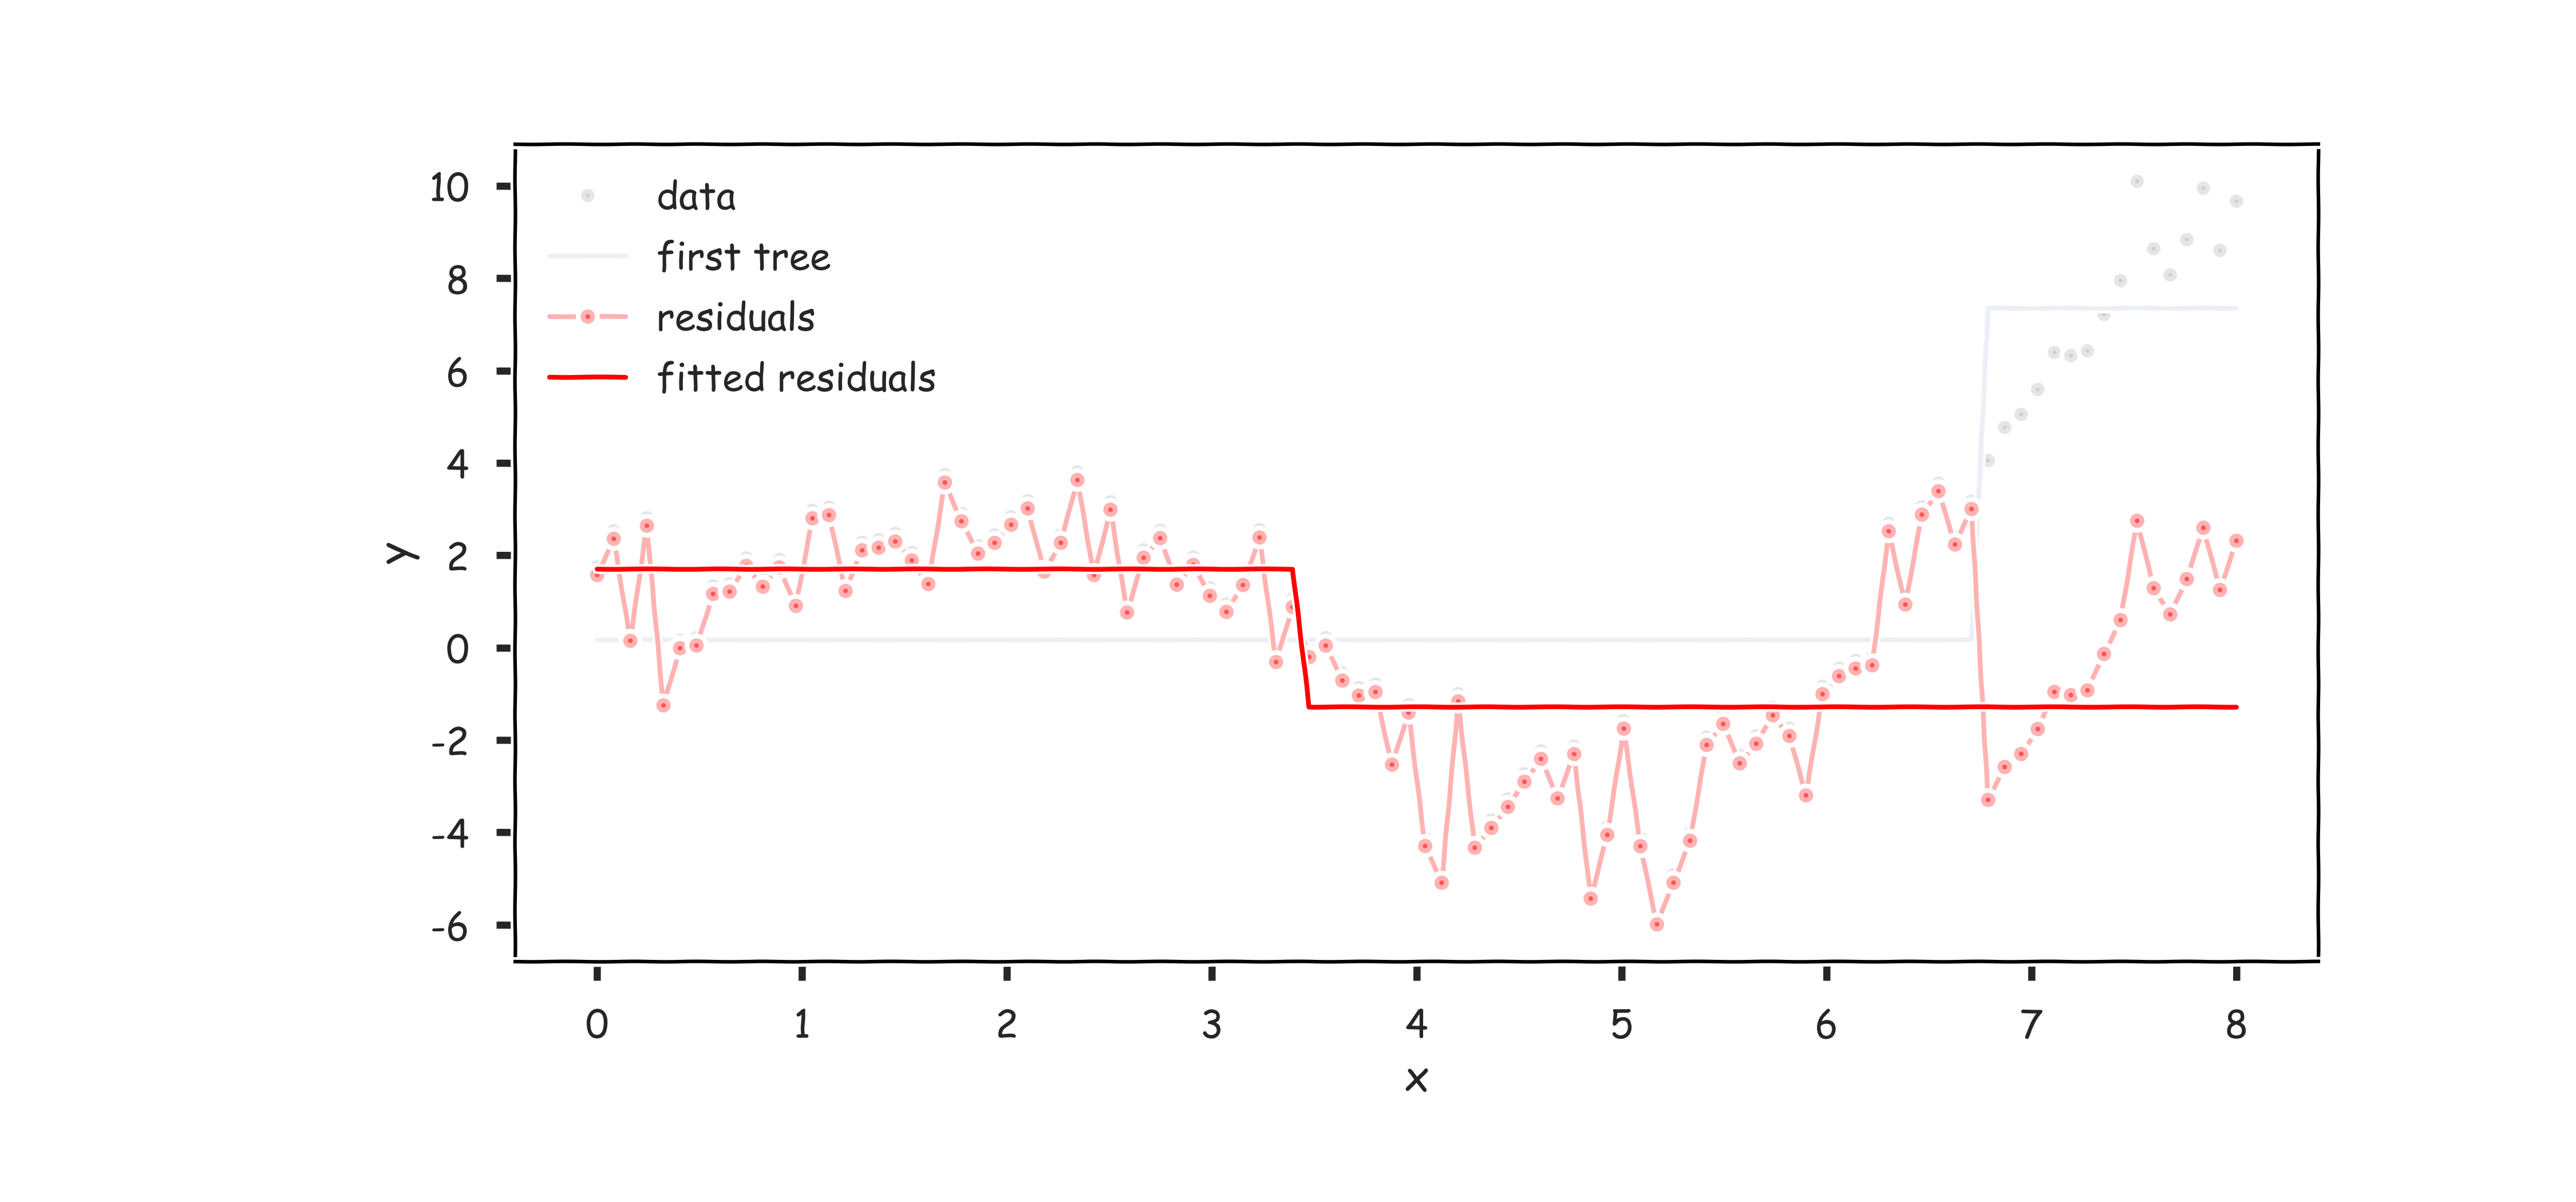 10
data
first tree
8
residuals
6
fitted residuals
4
y
2
0
-2
-4
-6
0 1 2 3 4 5 6 7 8
x